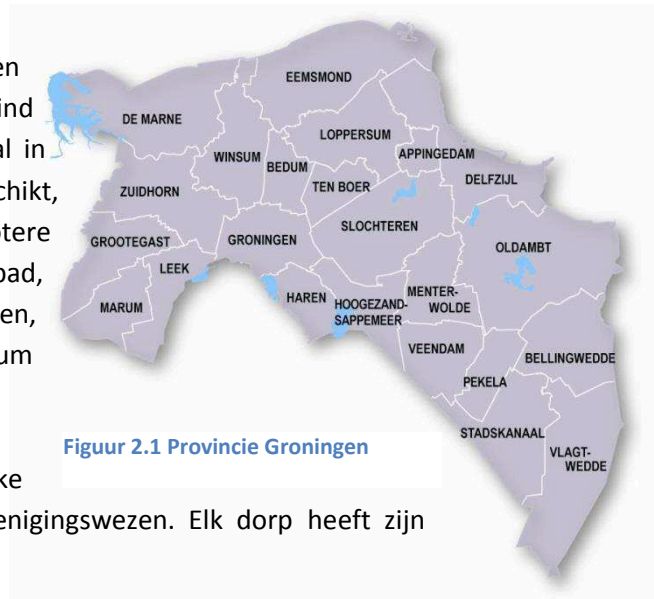 en
ind
EEMSMOND
DE MARNE
al in
LOPPERSUM
WINSUM
BEDUM
APPINGEDAM
chikt,
ZUIDHORN
TEN BOER
DELFZIJL
otere
SLOCHTEREN
GROOTEGAST
GRONINGEN
OLDAMBT
oad,
LEEK
MARUM
HAREN
HOOGEZAND-
SAPPEMEER
MENTER-
WOLDE
en,
um
VEENDAM
BELLINGWEDDE
PEKELA
STADSKANAAL
VLAGT-
WEDDE
Figuur 2.1 Provincie Groningen
ke
enigingswezen. Elk dorp heeft zijn